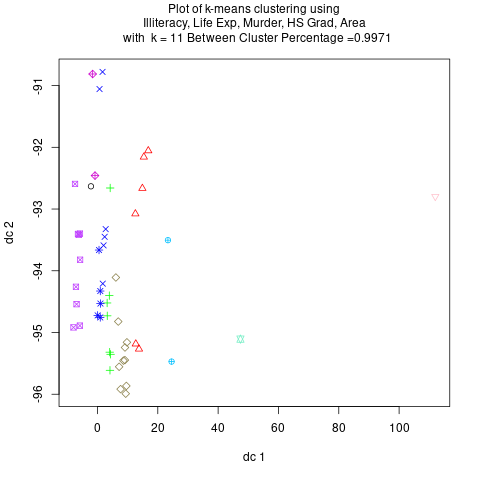 Plot of k-means clustering using
Illiteracy, Life Exp, Murder, HS Grad, Area
with k = 11 Between Cluster Percentage =0.9971
-91
-92
-93
-94
-95
-96
dc 2
0 20 40 60 80 100
dc 1